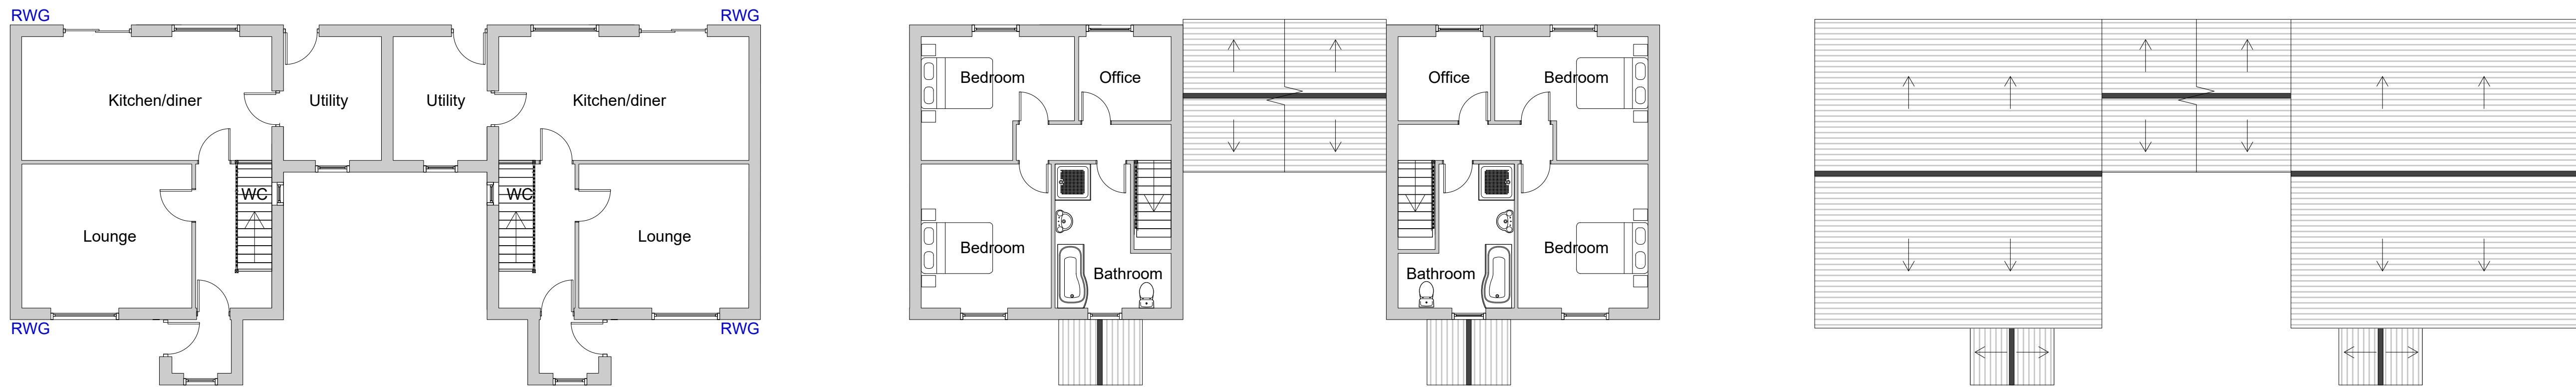 RWG
RWG
Kitchen/diner
Utility
Utility
Kitchen/diner
WC
WC
Lounge
Lounge
RWG
RWG
Bedroom
Office
Office
Bedroom
Bedroom
Bedroom
Bathroom
Bathroom